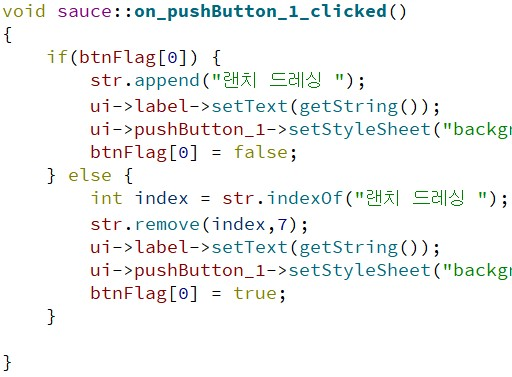 void sauce::on_pushButton_1_clicked()
{
    if(btnFlag[0]) {
        str.append("랜치 드레싱 ");
        ui->label->setText(getString());
        ui->pushButton_1->setStyleSheet("backg
        btnFlag[0] = false;
    } else {
        int index = str.indexOf("랜치 드레싱 ");
        str.remove(index,7);
        ui->label->setText(getString());
        ui->pushButton_1->setStyleSheet("backg
        btnFlag[0] = true;
    }
}